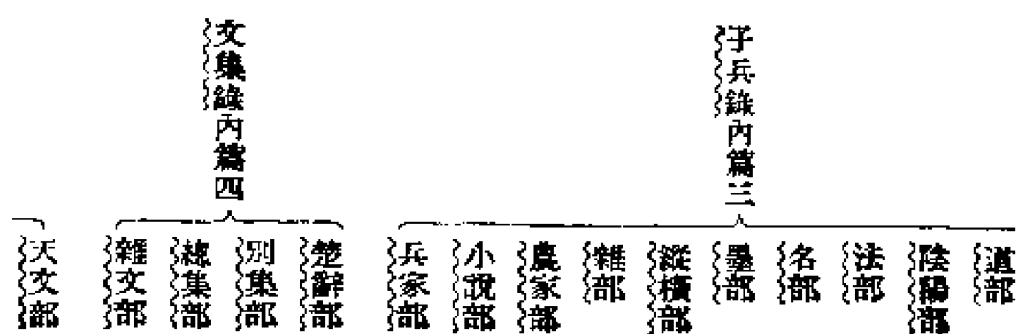 子兵錄內篇三
道部
陰陽部
法部
名部
墨部
縱橫部
雜部
農家部
小說部
兵家部
文集錄內篇四
楚辭部
別集部
總集部
雜文部
天文部